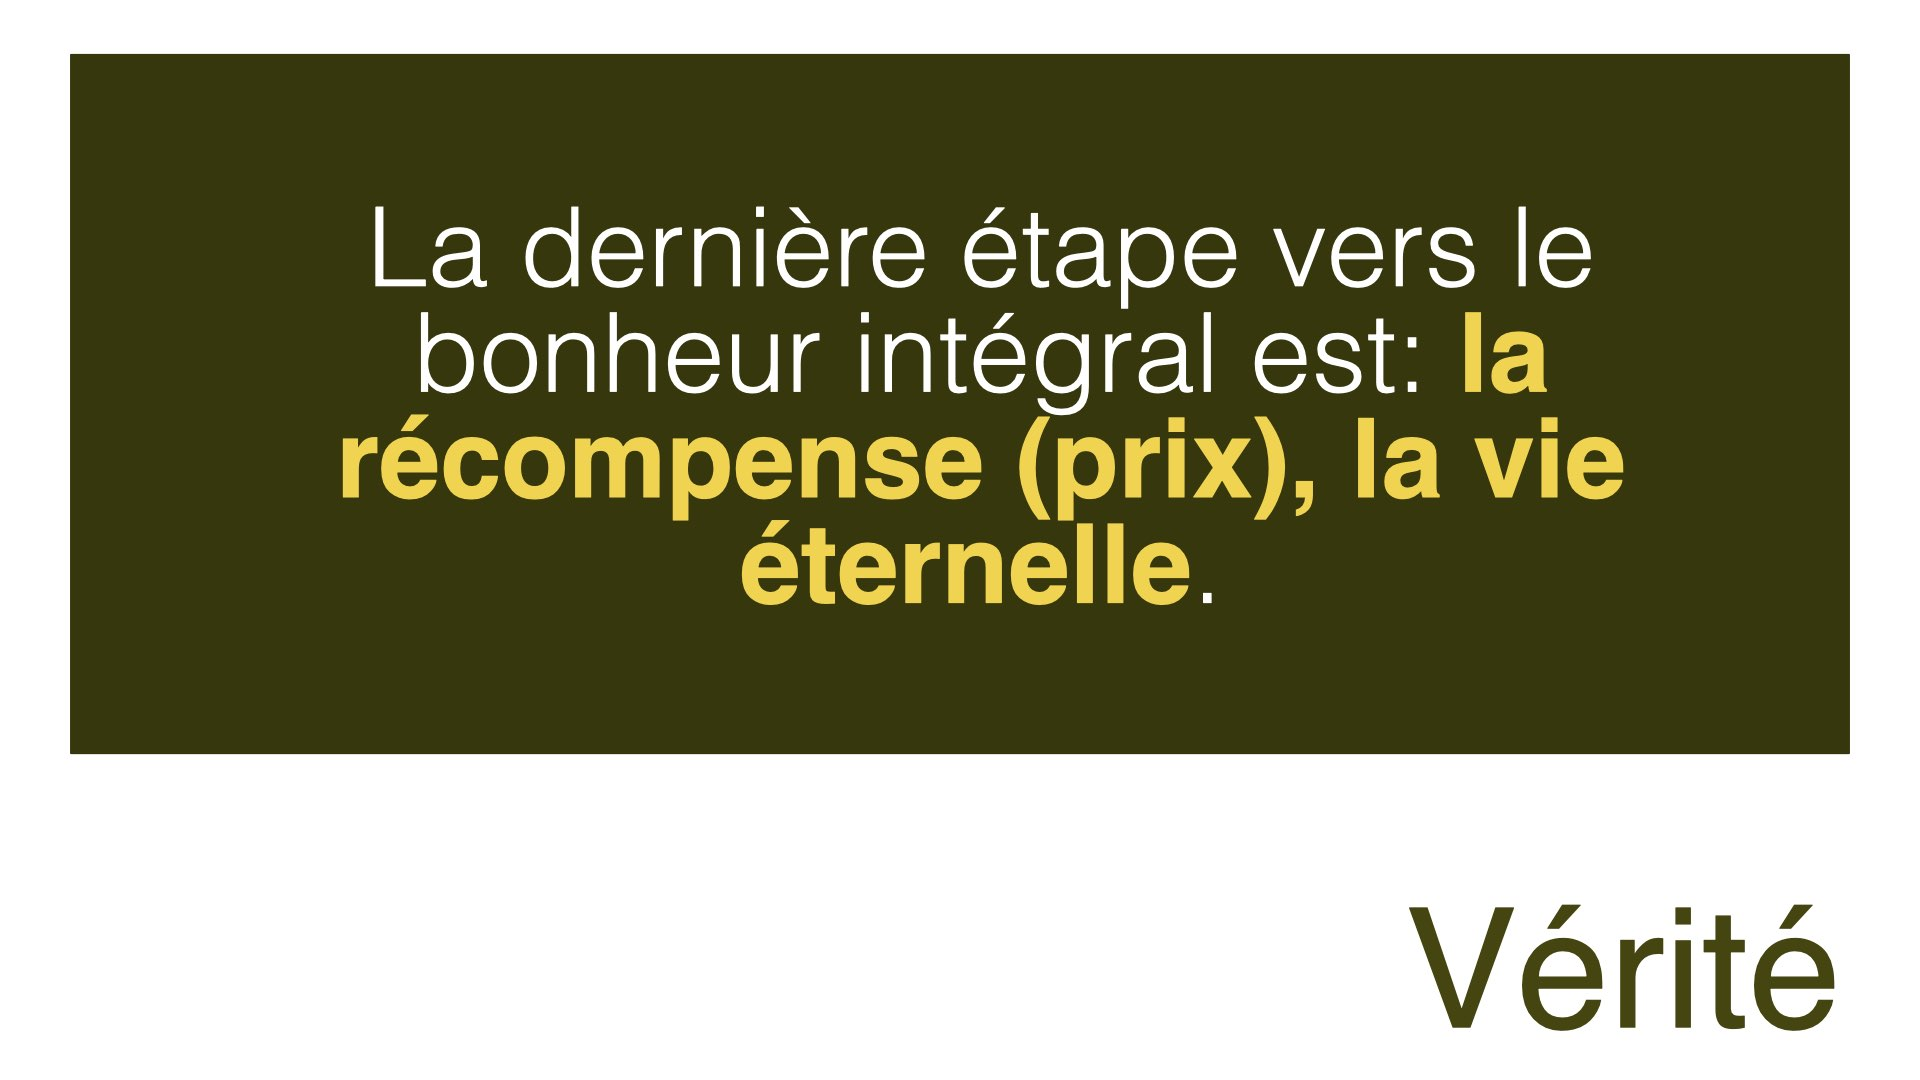 La dernière étape vers le
bonheur intégral est: la
récompense (prix), la vie
éternelle.
Vérité